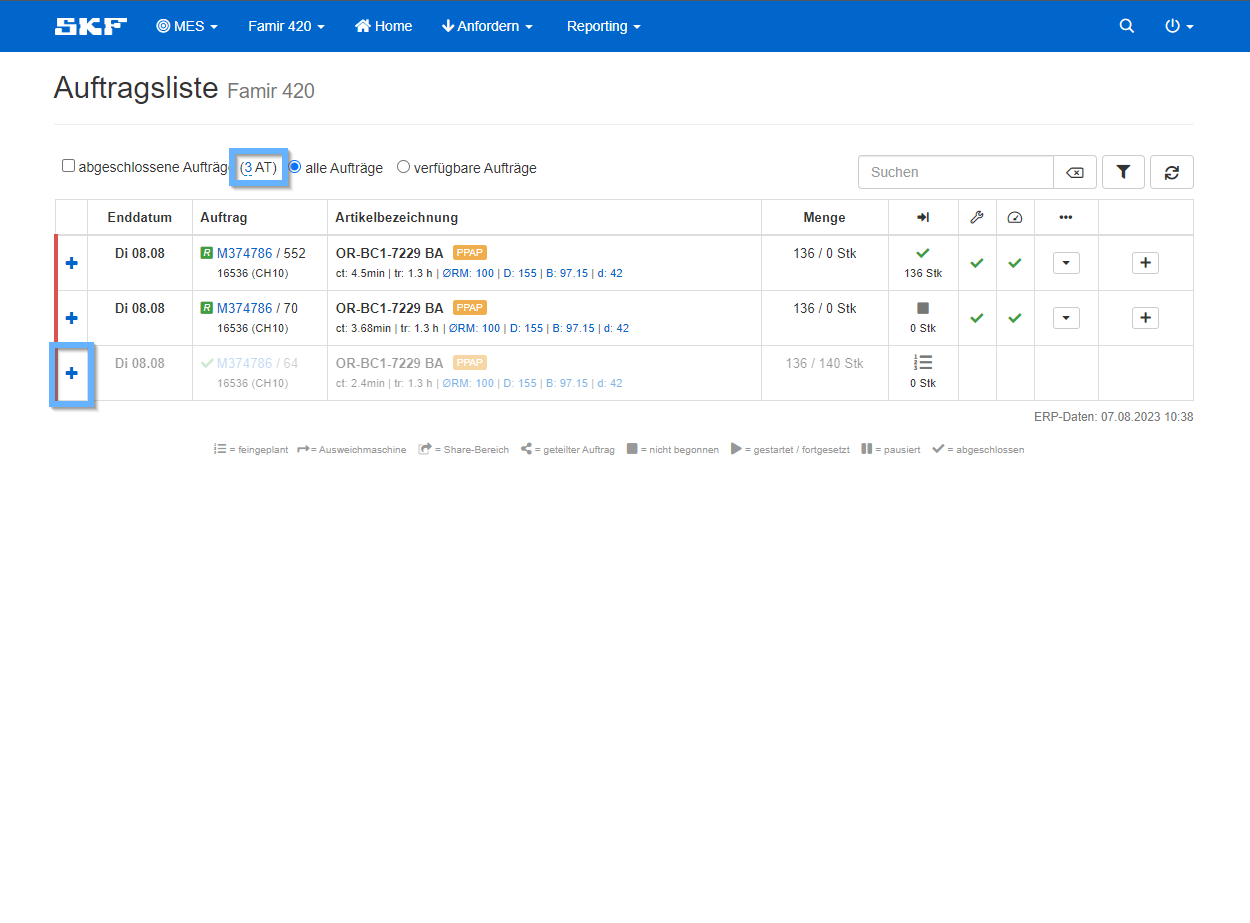 SKF MES Famir 420 Home Anfordern Reporting
Auftragsliste Famir 420
abgeschlossene Aufträge (3 AT) alle Aufträge verfügbare Aufträge Suchen
Enddatum Auftrag Artikelbezeichnung Menge
Di 08.08 R M374786 / 552 OR-BC1-7229 BA PPAP 136 / 0 Stk
16536 (CH10) ct: 4.5min | tr: 1.3 h | ØRM: 100 | D: 155 | B: 97.15 | d: 42 136 Stk
Di 08.08 R M374786 / 70 OR-BC1-7229 BA PPAP 136 / 0 Stk
16536 (CH10) ct: 3.68min | tr: 1.3 h | ØRM: 100 | D: 155 | B: 97.15 | d: 42 0 Stk
Di 08.08 M374786 / 64 OR-BC1-7229 BA PPAP 136 / 140 Stk
16536 (CH10) ct: 2.4min | tr: 1.3 h | ØRM: 100 | D: 155 | B: 97.15 | d: 42 0 Stk
ERP-Daten: 07.08.2023 10:38
= feingeplant = Ausweichmaschine = Share-Bereich = geteilter Auftrag = nicht begonnen = gestartet / fortgesetzt = pausiert = abgeschlossen